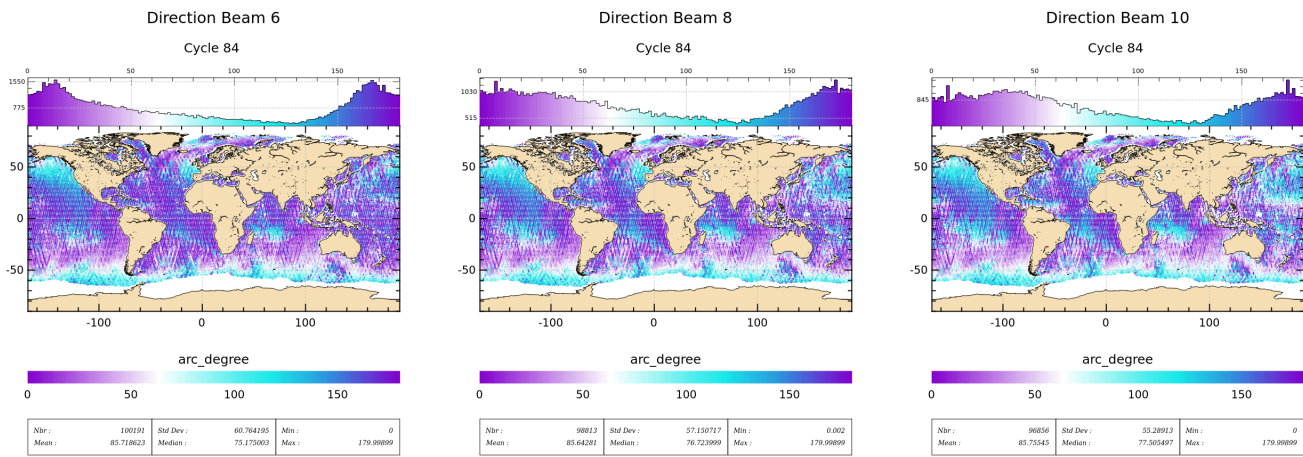 Direction Beam 6
Cycle 84
0 50 100 150
1550
775
50
0
-50
-100 0 100
arc_degree
0 50 100 150
Nbr : 100191 Std Dev : 60.764195 Min : 0
Mean : 85.718623 Median : 75.175003 Max : 179.99899
Direction Beam 8
Cycle 84
0 50 100 150
1030
515
50
0
-50
-100 0 100
arc_degree
0 50 100 150
Nbr : 98813 Std Dev : 57.150717 Min : 0.002
Mean : 85.64281 Median : 76.723999 Max : 179.99899
Direction Beam 10
Cycle 84
0 50 100 150
845
50
0
-50
-100 0 100
arc_degree
0 50 100 150
Nbr : 96856 Std Dev : 55.28913 Min : 0
Mean : 85.75545 Median : 77.505497 Max : 179.99899